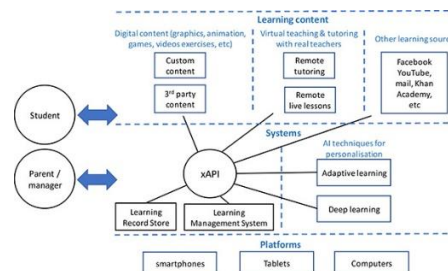 Learning content
Digital content (graphics, animation,
games, videos exercises, etc)
Virtual teaching & tutoring
with real teachers
Other learning sour
Custom
content
3rd party
content
Remote
tutoring
Remote
live lessons
Facebook
YouTube,
mail, Khan
Academy,
etc
Student
Parent /
manager
Systems
xAPI
AI techniques for
personalisation
Adaptive learning
Deep learning
Learning
Record Store
Learning
Management System
Platforms
smartphones
Tablets
Computers